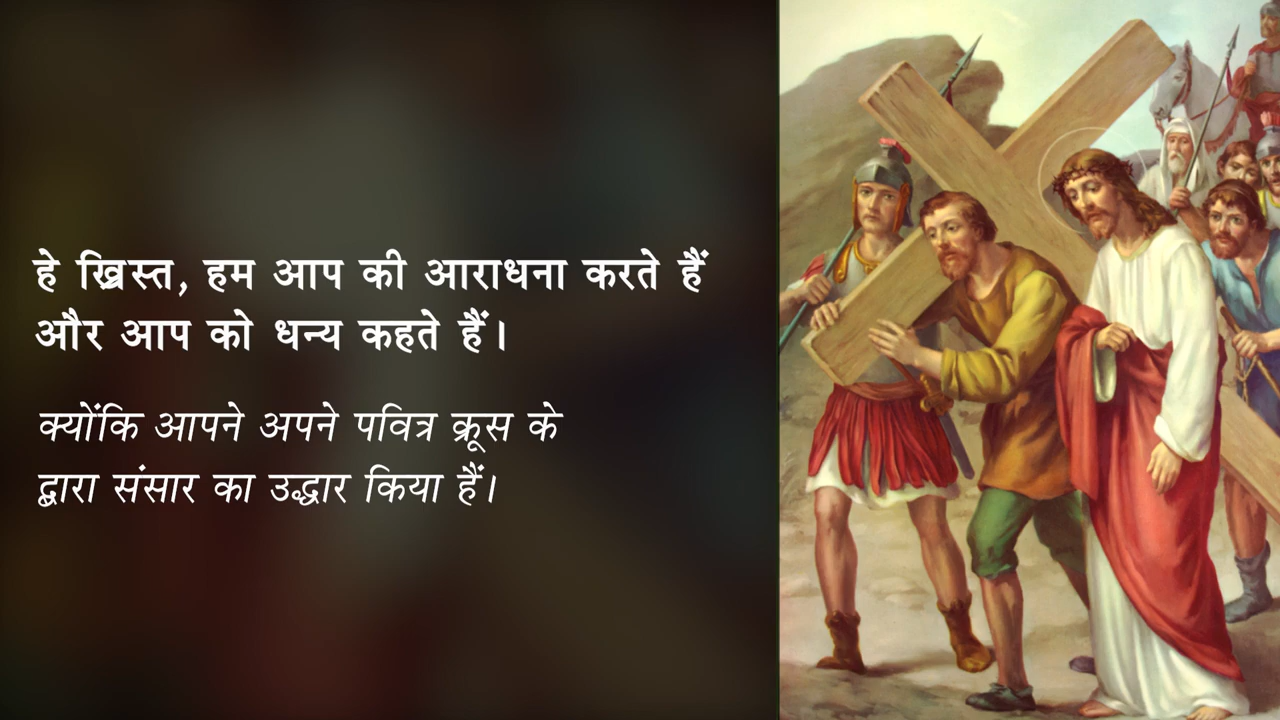 हे ख्रिस्त, हम आप की आराधना करते हैं
और आप को धन्य कहते हैं।
क्योंकि आपने अपने पवित्र क्रूस के
द्वारा संसार का उद्धार किया हैं।